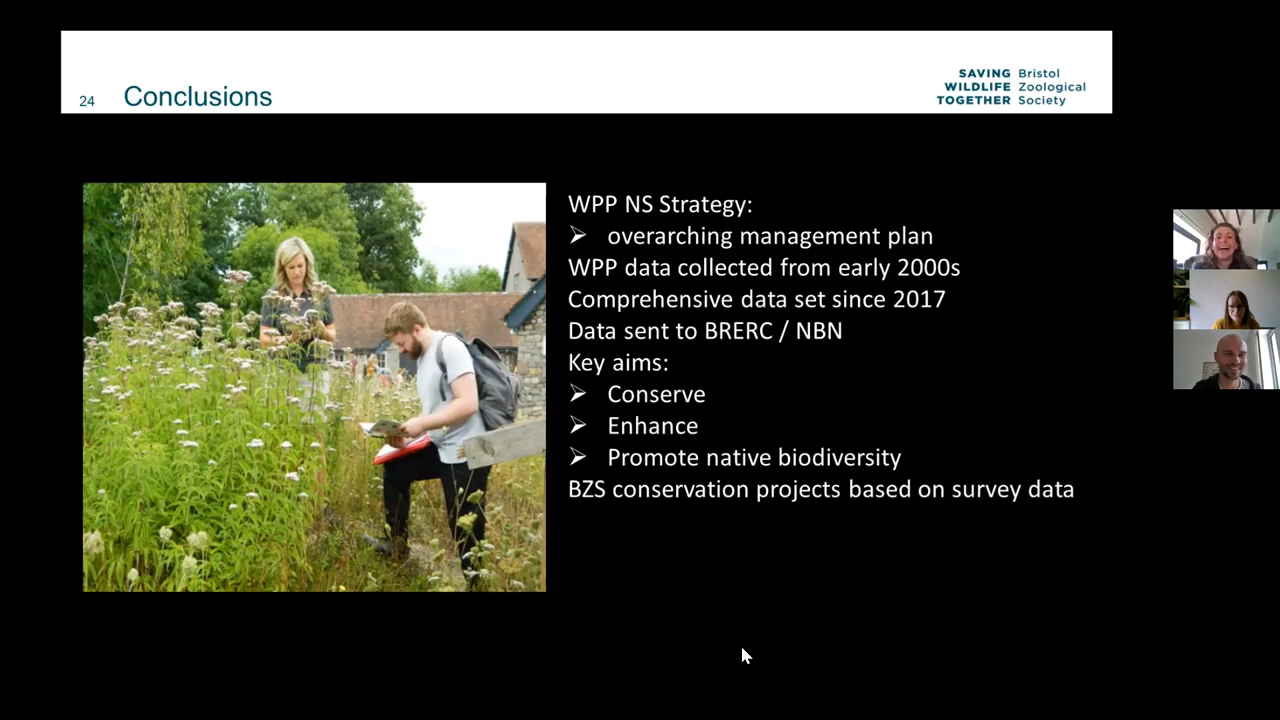 24 Conclusions
SAVING Bristol
WILDLIFE Zoological
TOGETHER Society
WPP NS Strategy:
➢ overarching management plan
WPP data collected from early 2000s
Comprehensive data set since 2017
Data sent to BRERC / NBN
Key aims:
➢ Conserve
➢ Enhance
➢ Promote native biodiversity
BZS conservation projects based on survey data